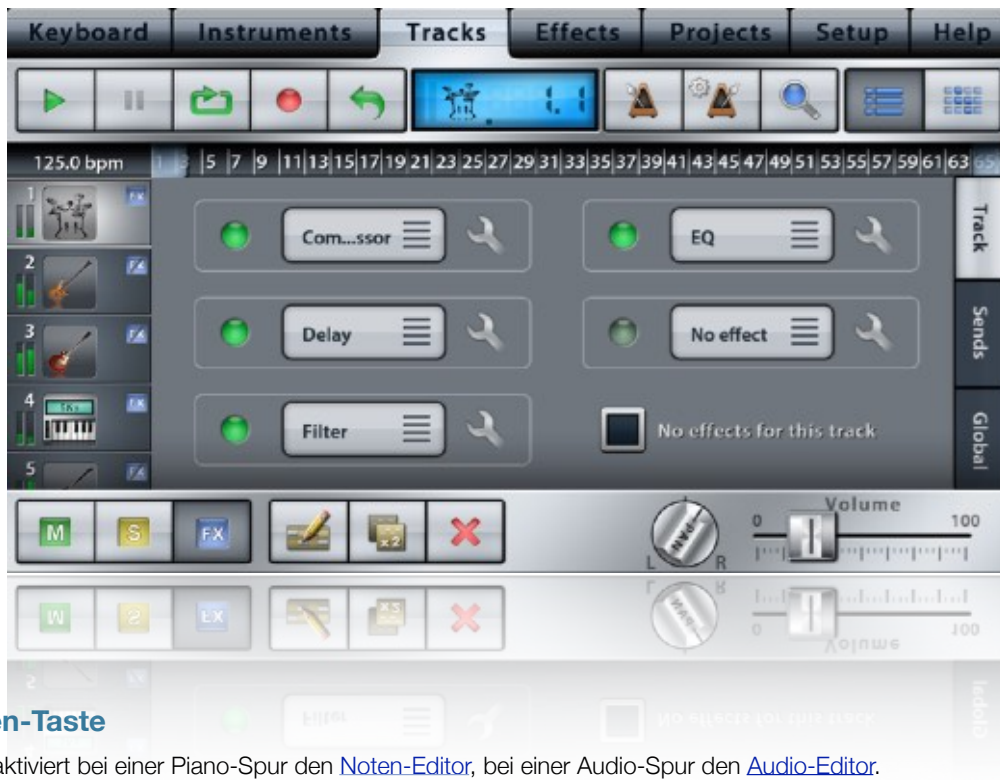 Keyboard Instruments Tracks Effects Projects Setup Help
1.1
125.0 bpm 1 3 5 7 9 11 13 15 17 19 21 23 25 27 29 31 33 35 37 39 41 43 45 47 49 51 53 55 57 59 61 63 65
1 FX
Com...ssor
EQ
Track
2 FX
3 FX
Delay
No effect
Sends
4 FX
Filter
No effects for this track
Global
5 FX
M S FX x2
PAN
L R
Volume
0 100
en-Taste
aktiviert bei einer Piano-Spur den Noten-Editor, bei einer Audio-Spur den Audio-Editor.